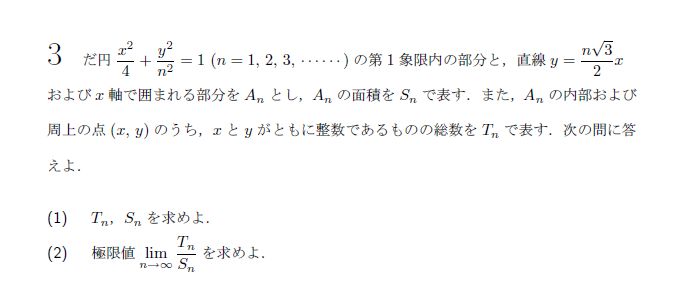 3 だ円 $\frac{x^2}{4} + \frac{y^2}{n^2} = 1$ ($n = 1, 2, 3, \cdots\cdots$) の第1象限内の部分と，直線 $y = \frac{n\sqrt{3}}{2}x$
および $x$ 軸で囲まれる部分を $A_n$ とし，$A_n$ の面積を $S_n$ で表す．また，$A_n$ の内部および
周上の点 $(x, y)$ のうち，$x$ と $y$ がともに整数であるものの総数を $T_n$ で表す．次の問に答
えよ．
(1) $T_n$，$S_n$ を求めよ．
(2) 極限値 $\lim_{n \to \infty} \frac{T_n}{S_n}$ を求めよ．